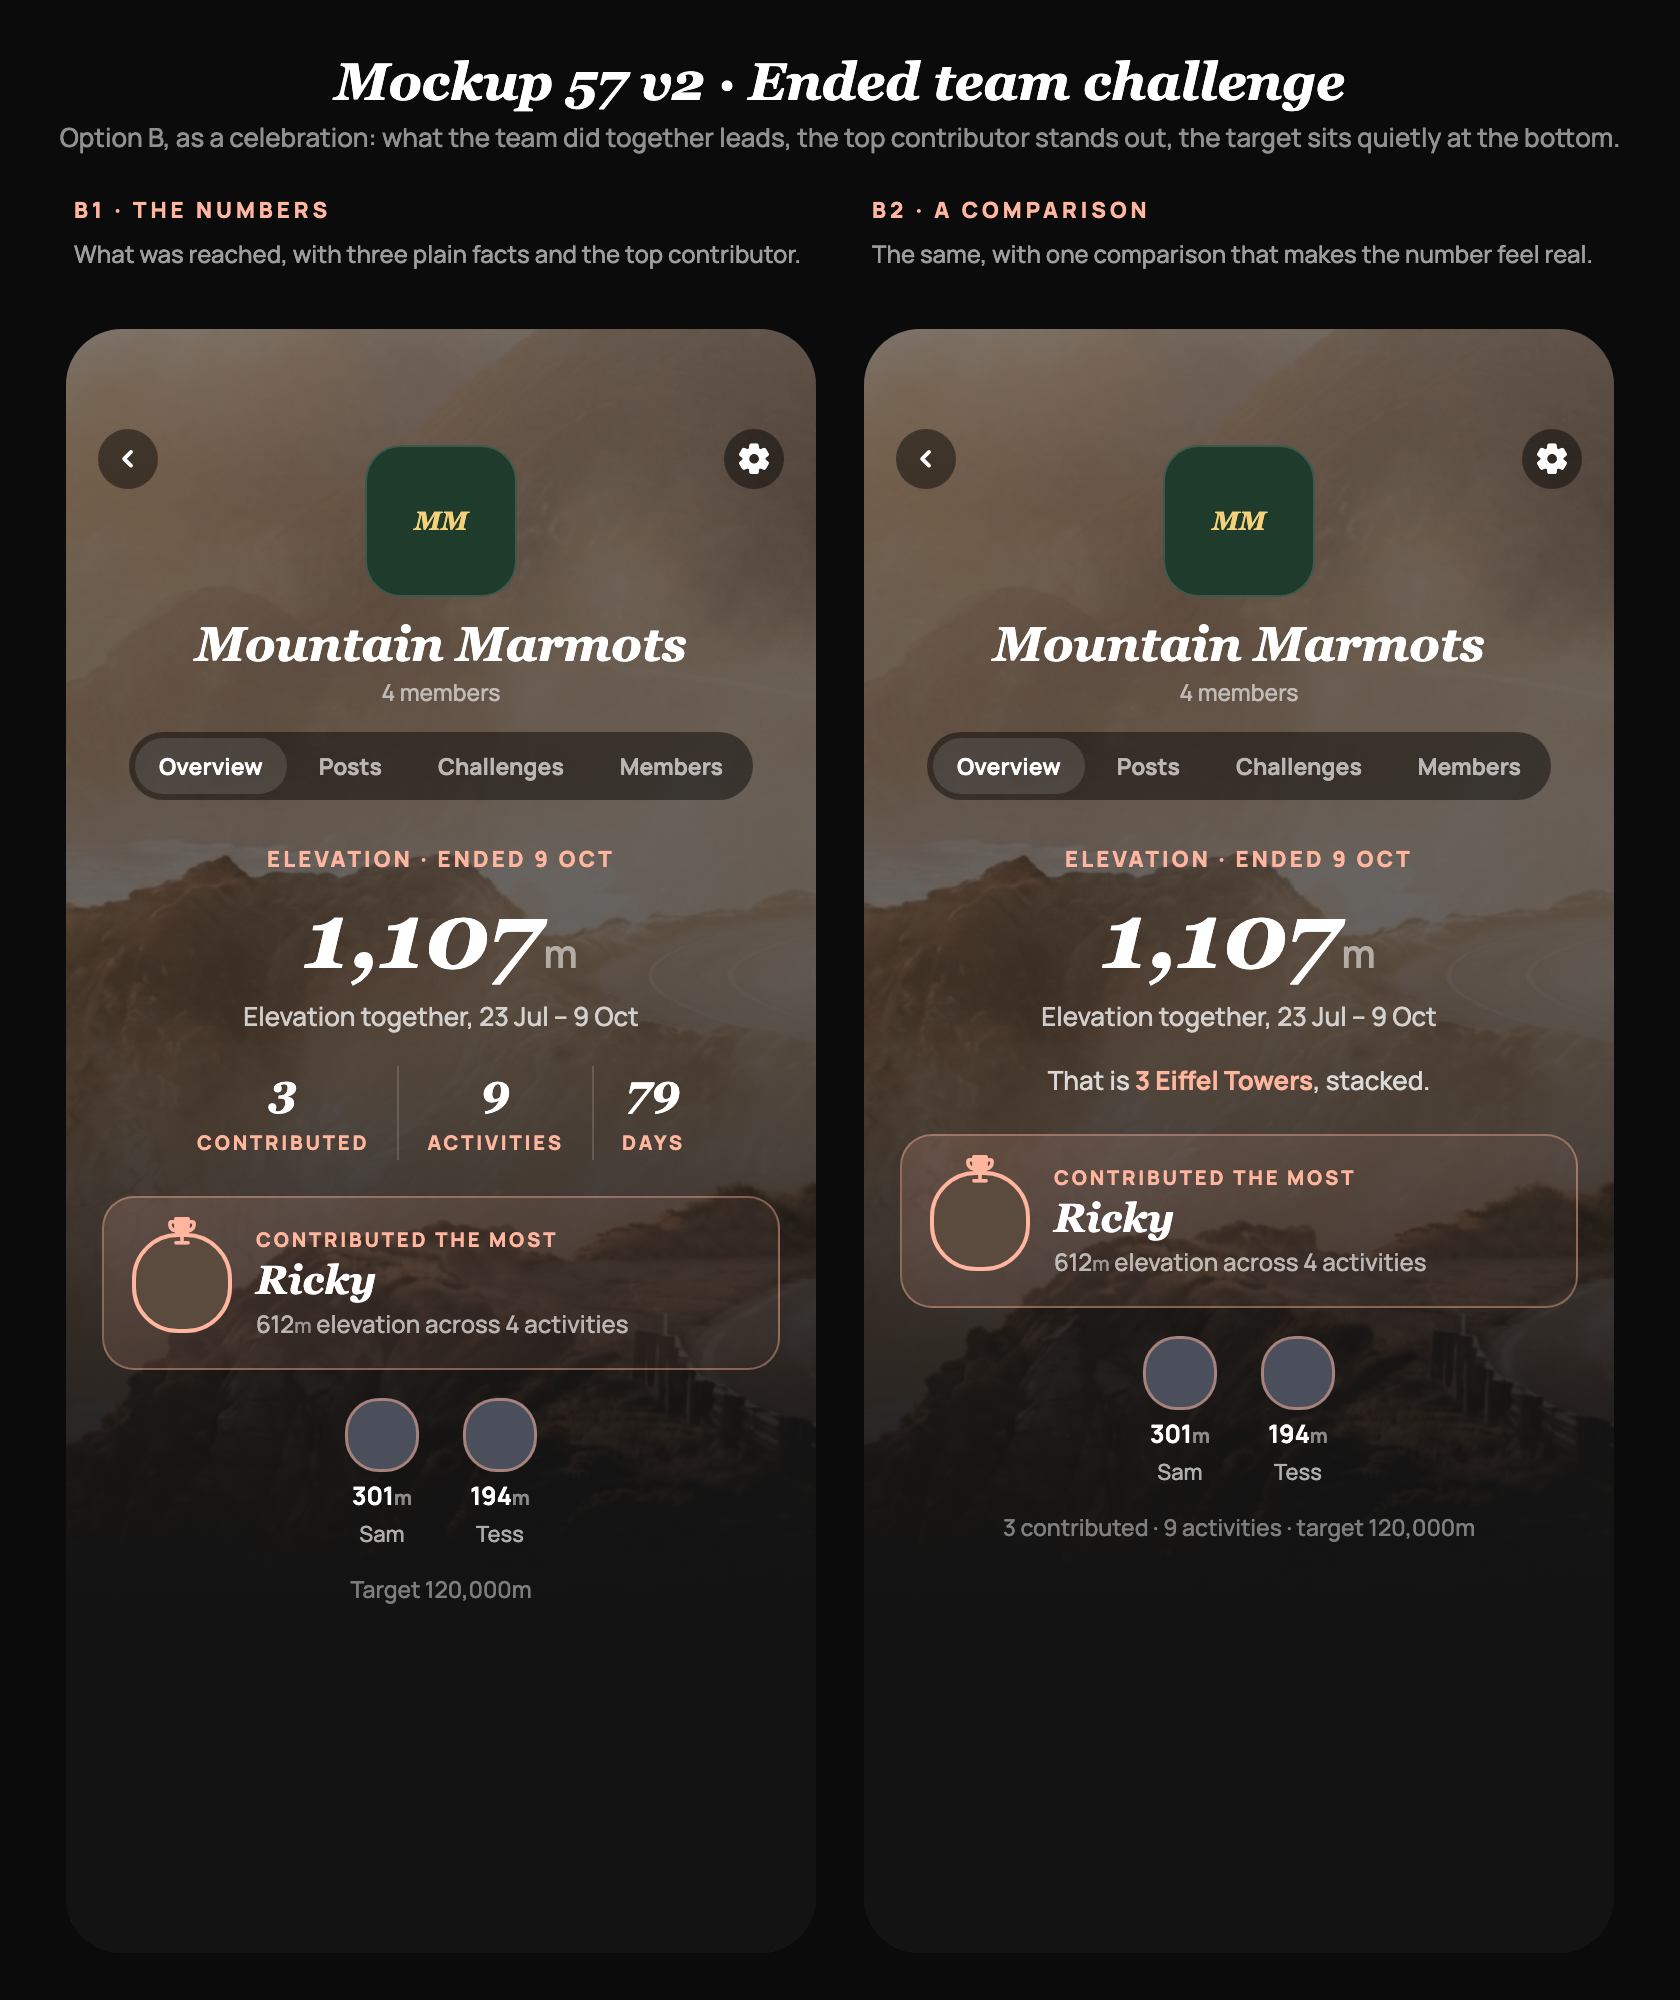 Mockup 57 v2 · Ended team challenge
Option B, as a celebration: what the team did together leads, the top contributor stands out, the target sits quietly at the bottom.
B1 · THE NUMBERS
What was reached, with three plain facts and the top contributor.
MM
Mountain Marmots
4 members
Overview Posts Challenges Members
ELEVATION · ENDED 9 OCT
1,107m
Elevation together, 23 Jul – 9 Oct
3 9 79
CONTRIBUTED ACTIVITIES DAYS
CONTRIBUTED THE MOST
Ricky
612m elevation across 4 activities
301m 194m
Sam Tess
Target 120,000m
B2 · A COMPARISON
The same, with one comparison that makes the number feel real.
MM
Mountain Marmots
4 members
Overview Posts Challenges Members
ELEVATION · ENDED 9 OCT
1,107m
Elevation together, 23 Jul – 9 Oct
That is 3 Eiffel Towers, stacked.
CONTRIBUTED THE MOST
Ricky
612m elevation across 4 activities
301m 194m
Sam Tess
3 contributed · 9 activities · target 120,000m